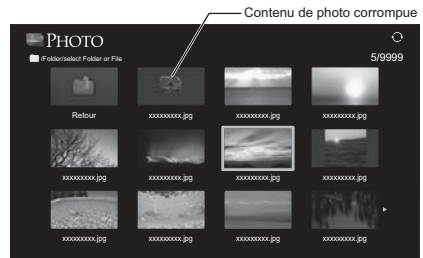 Contenu de photo corrompue
PHOTO
/Folder/select Folder or File
5/9999
Retour xxxxxxxxx.jpg xxxxxxxxx.jpg xxxxxxxxx.jpg
xxxxxxxxx.jpg xxxxxxxxx.jpg xxxxxxxxx.jpg xxxxxxxxx.jpg
xxxxxxxxx.jpg xxxxxxxxx.jpg xxxxxxxxx.jpg xxxxxxxxx.jpg